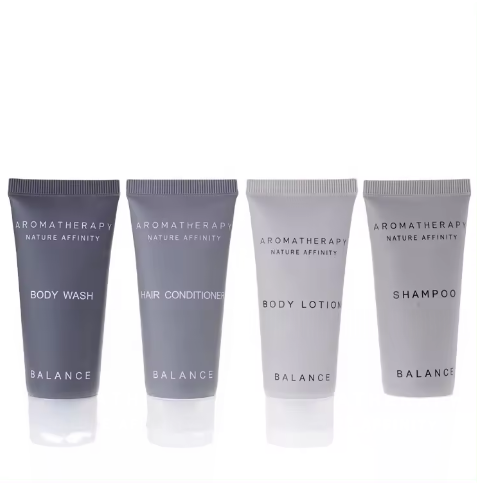 AROMATHERAPY
NATURE AFFINITY
BODY WASH
BALANCE
AROMATHERAPY
NATURE AFFINITY
HAIR CONDITIONER
BALANCE
AROMATHERAPY
NATURE AFFINITY
BODY LOTION
BALANCE
AROMATHERAPY
NATURE AFFINITY
SHAMPOO
BALANCE